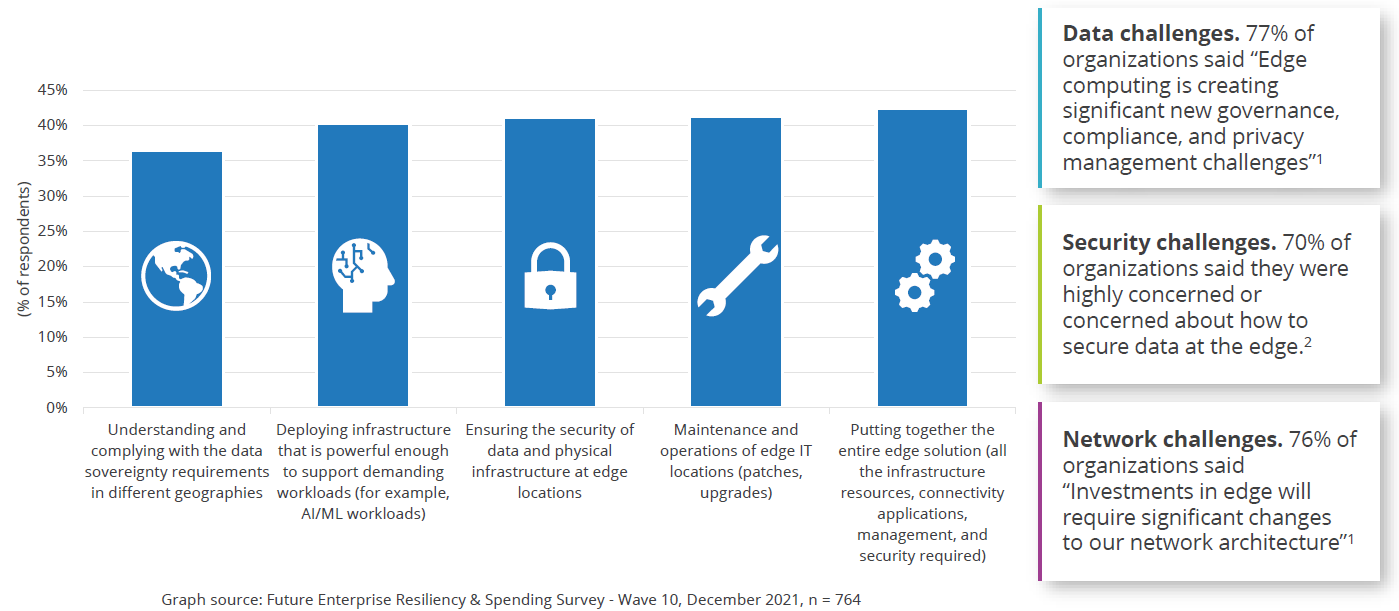 45%
40%
35%
30%
25%
20%
15%
10%
5%
0%
(% of respondents)
Understanding and
complying with the data
sovereignty requirements
in different geographies
Deploying infrastructure
that is powerful enough
to support demanding
workloads (for example,
AI/ML workloads)
Ensuring the security of
data and physical
infrastructure at edge
locations
Maintenance and
operations of edge IT
locations (patches,
upgrades)
Putting together the
entire edge solution (all
the infrastructure
resources, connectivity
applications,
management, and
security required)
Graph source: Future Enterprise Resiliency & Spending Survey - Wave 10, December 2021, n = 764
Data challenges. 77% of
organizations said “Edge
computing is creating
significant new governance,
compliance, and privacy
management challenges”1
Security challenges. 70% of
organizations said they were
highly concerned or
concerned about how to
secure data at the edge.2
Network challenges. 76% of
organizations said
“Investments in edge will
require significant changes
to our network architecture”1